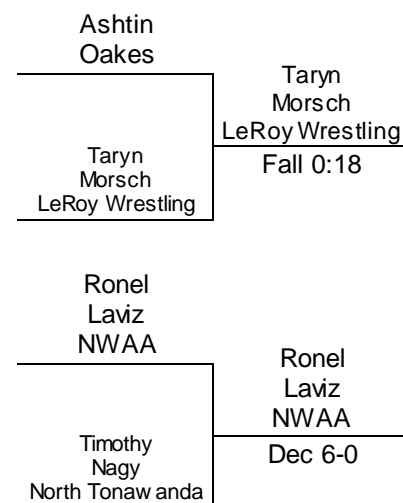 Ashtin
Oakes
Taryn
Morsch
LeRoy Wrestling
Fall 0:18
Taryn
Morsch
LeRoy Wrestling
Ronel
Laviz
NWAA
Ronel
Laviz
NWAA
Dec 6-0
Timothy
Nagy
North Tonawanda